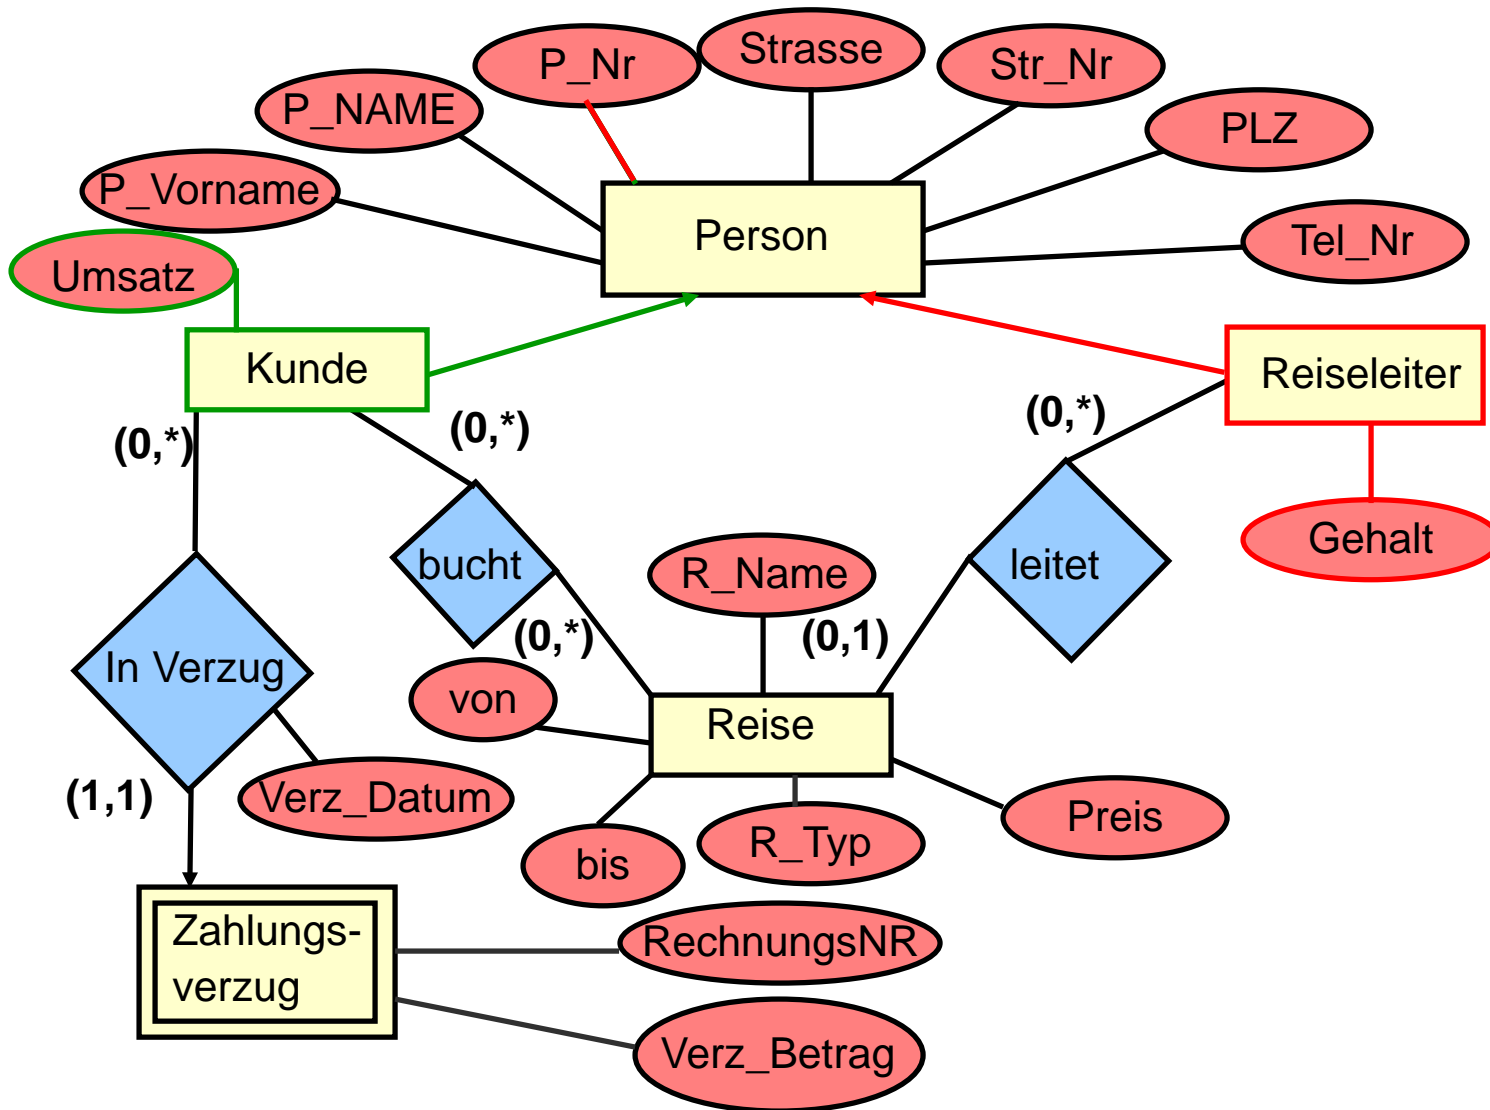 Strasse
P_Nr
Str_Nr
P_NAME
PLZ
P_Vorname
Person
Tel_Nr
Umsatz
Kunde
Reiseleiter
(0,*)
(0,*)
(0,*)
Gehalt
bucht
leitet
R_Name
(0,*)
(0,1)
In Verzug
von
Reise
(1,1)
Verz_Datum
Preis
R_Typ
bis
Zahlungs-
verzug
RechnungsNR
Verz_Betrag